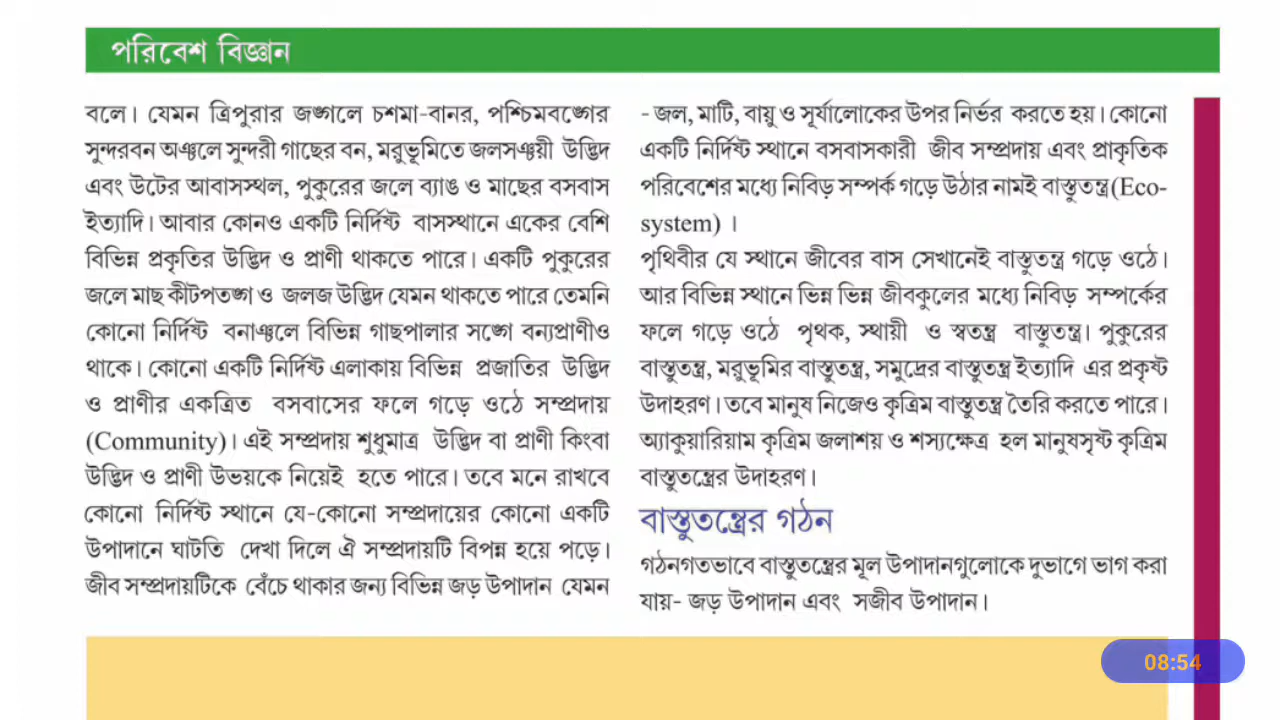 পরিবেশ বিজ্ঞান
বলে। যেমন ত্রিপুরার জঙ্গলে চশমা-বানর, পশ্চিমবঙ্গের
সুন্দরবন অঞ্চলে সুন্দরী গাছের বন, মরুভূমিতে জলসঞ্চয়ী উদ্ভিদ
এবং উটের আবাসস্থল, পুকুরের জলে ব্যাঙ ও মাছের বসবাস
ইত্যাদি। আবার কোনও একটি নির্দিষ্ট বাসস্থানে একের বেশি
বিভিন্ন প্রকৃতির উদ্ভিদ ও প্রাণী থাকতে পারে। একটি পুকুরের
জলে মাছ কীটপতঙ্গ ও জলজ উদ্ভিদ যেমন থাকতে পারে তেমনি
কোনো নির্দিষ্ট বনাঞ্চলে বিভিন্ন গাছপালার সঙ্গে বন্যপ্রাণীও
থাকে। কোনো একটি নির্দিষ্ট এলাকায় বিভিন্ন প্রজাতির উদ্ভিদ
ও প্রাণীর একত্রিত বসবাসের ফলে গড়ে ওঠে সম্প্রদায়
(Community)। এই সম্প্রদায় শুধুমাত্র উদ্ভিদ বা প্রাণী কিংবা
উদ্ভিদ ও প্রাণী উভয়কে নিয়েই হতে পারে। তবে মনে রাখবে
কোনো নির্দিষ্ট স্থানে যে-কোনো সম্প্রদায়ের কোনো একটি
উপাদানে ঘাটতি দেখা দিলে ঐ সম্প্রদায়টি বিপন্ন হয়ে পড়ে।
জীব সম্প্রদায়টিকে বেঁচে থাকার জন্য বিভিন্ন জড় উপাদান যেমন
- জল, মাটি, বায়ু ও সূর্যালোকের উপর নির্ভর করতে হয়। কোনো
একটি নির্দিষ্ট স্থানে বসবাসকারী জীব সম্প্রদায় এবং প্রাকৃতিক
পরিবেশের মধ্যে নিবিড় সম্পর্ক গড়ে উঠার নামই বাস্তুতন্ত্র(Eco-
system) ।
পৃথিবীর যে স্থানে জীবের বাস সেখানেই বাস্তুতন্ত্র গড়ে ওঠে।
আর বিভিন্ন স্থানে ভিন্ন ভিন্ন জীবকুলের মধ্যে নিবিড় সম্পর্কের
ফলে গড়ে ওঠে পৃথক, স্থায়ী ও স্বতন্ত্র বাস্তুতন্ত্র। পুকুরের
বাস্তুতন্ত্র, মরুভূমির বাস্তুতন্ত্র, সমুদ্রের বাস্তুতন্ত্র ইত্যাদি এর প্রকৃষ্ট
উদাহরণ। তবে মানুষ নিজেও কৃত্রিম বাস্তুতন্ত্র তৈরি করতে পারে।
অ্যাকুয়ারিয়াম কৃত্রিম জলাশয় ও শস্যক্ষেত্র হল মানুষসৃষ্ট কৃত্রিম
বাস্তুতন্ত্রের উদাহরণ।
বাস্তুতন্ত্রের গঠন
গঠনগতভাবে বাস্তুতন্ত্রের মূল উপাদানগুলোকে দুভাগে ভাগ করা
যায়- জড় উপাদান এবং সজীব উপাদান।
08:54